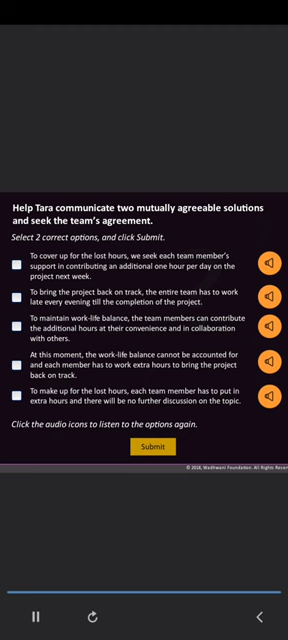 Help Tara communicate two mutually agreeable solutions
and seek the team's agreement.
Select 2 correct options, and click Submit.
To cover up for the lost hours, we seek each team member's
support in contributing an additional one hour per day on the
project next week.
To bring the project back on track, the entire team has to work
late every evening till the completion of the project.
To maintain work-life balance, the team members can contribute
the additional hours at their convenience and in collaboration
with others.
At this moment, the work-life balance cannot be accounted for
and each member has to work extra hours to bring the project
back on track.
To make up for the lost hours, each team member has to put in
extra hours and there will be no further discussion on the topic.
Click the audio icons to listen to the options again.
Submit
© 2018, Wadhwani Foundation. All Rights Reser